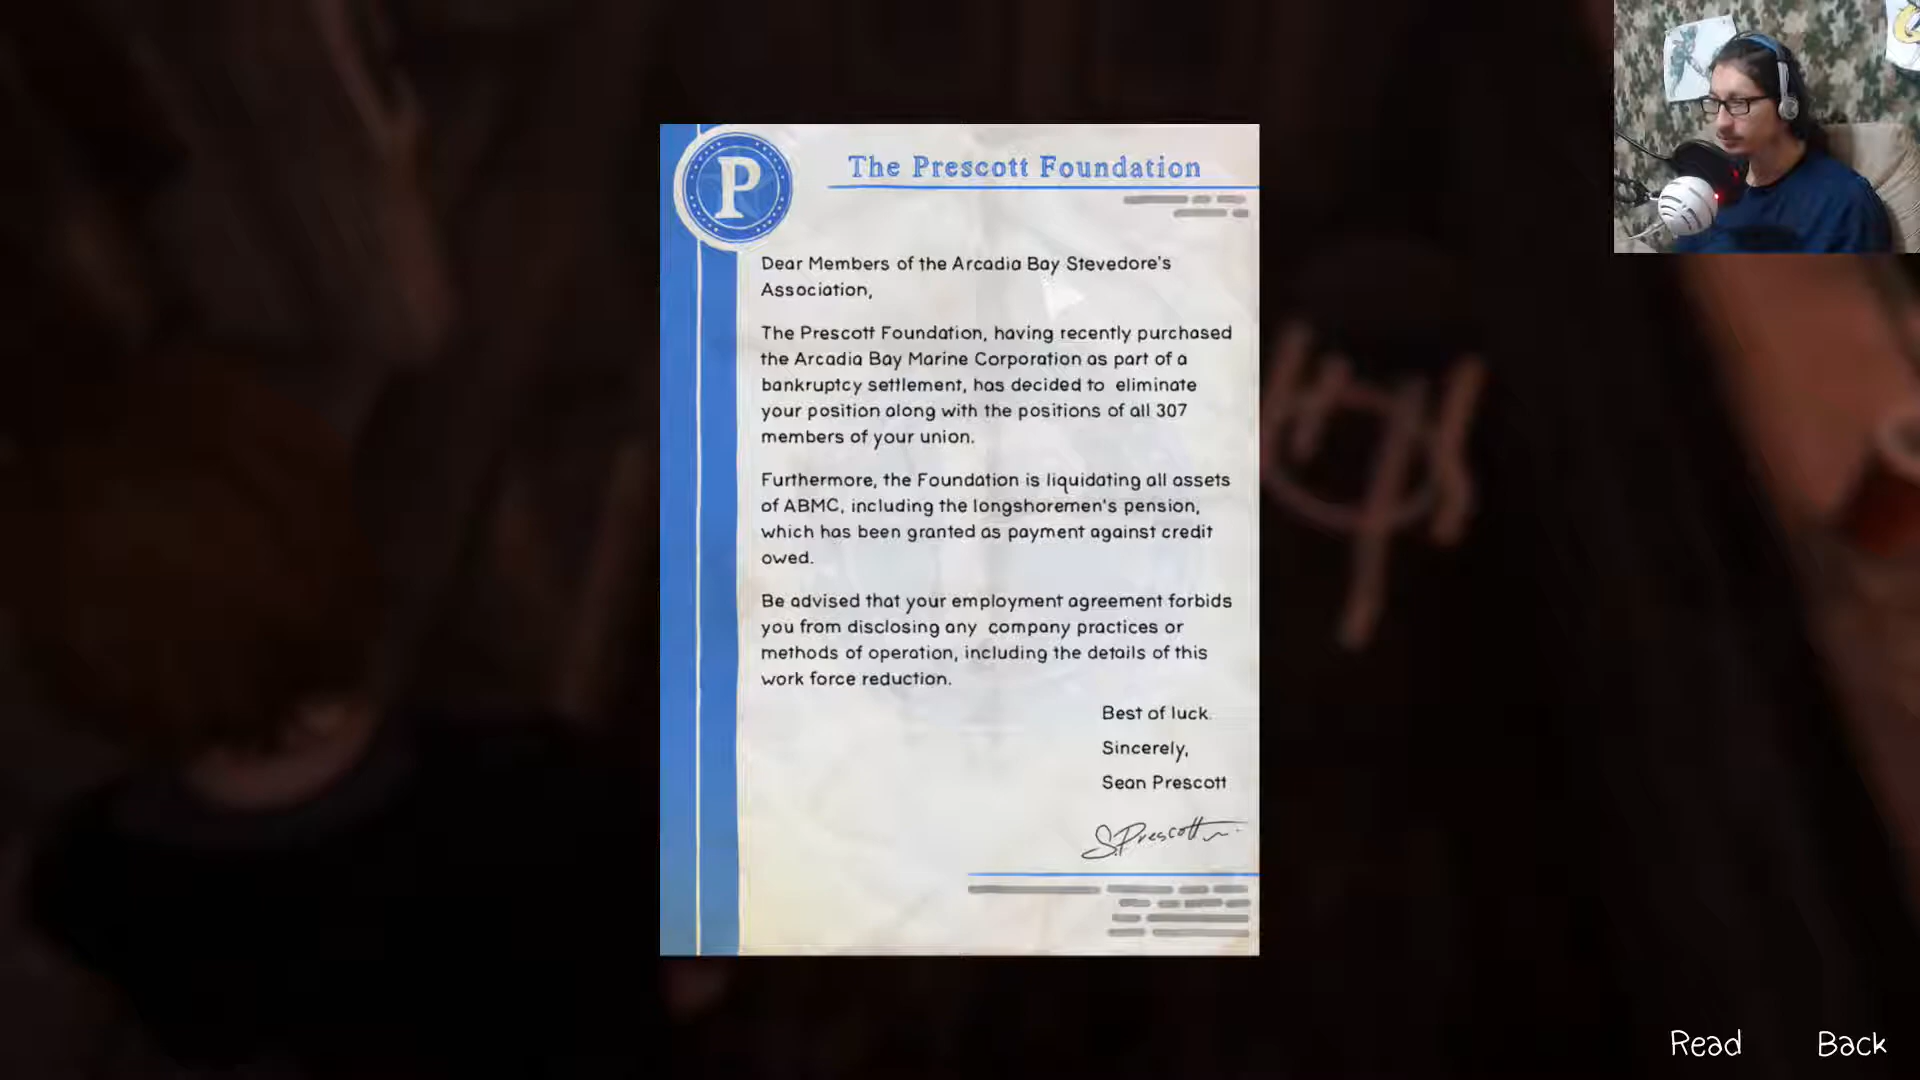 P
The Prescott Foundation
Dear Members of the Arcadia Bay Stevedore's
Association,
The Prescott Foundation, having recently purchased
the Arcadia Bay Marine Corporation as part of a
bankruptcy settlement, has decided to eliminate
your position along with the positions of all 307
members of your union.
Furthermore, the Foundation is liquidating all assets
of ABMC, including the longshoremen's pension,
which has been granted as payment against credit
owed.
Be advised that your employment agreement forbids
you from disclosing any company practices or
methods of operation, including the details of this
work force reduction.
Best of luck.
Sincerely,
Sean Prescott
S.Prescott
Read
Back